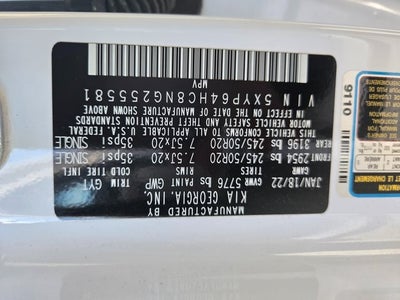 MANUFACTURED BY
KIA GEORGIA, INC.
JAN/18/22 GVWR 5776 lbs PAINT GWP TRIM GYT
GAWR TIRES RIMS COLD TIRE INFL
FRONT 2954 lbs 245/50R20 7.5JX20 35psi SINGLE
REAR 3196 lbs 245/50R20 7.5JX20 35psi SINGLE
THIS VEHICLE CONFORMS TO ALL APPLICABLE U.S.A. FEDERAL
MOTOR VEHICLE SAFETY AND THEFT PREVENTION STANDARDS
IN EFFECT ON THE DATE OF MANUFACTURE SHOWN ABOVE
V I N : 5XYP64HC8NG255581
MPV
ET LE CHARGEMENT
9110